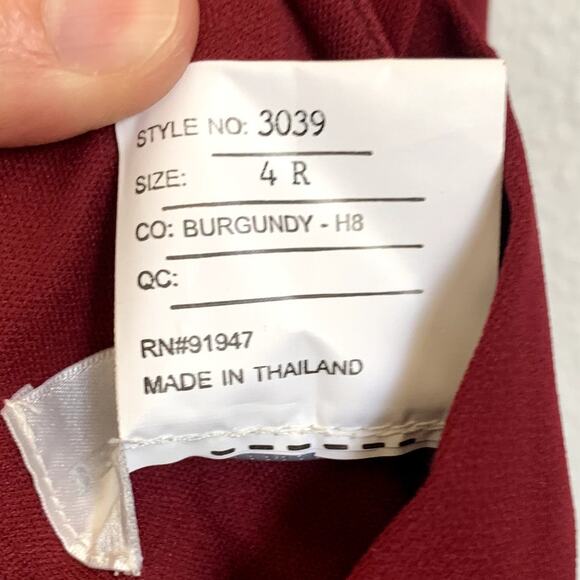 STYLE NO: 3039
SIZE: 4 R
CO: BURGUNDY - H8
QC:
RN#91947
MADE IN THAILAND